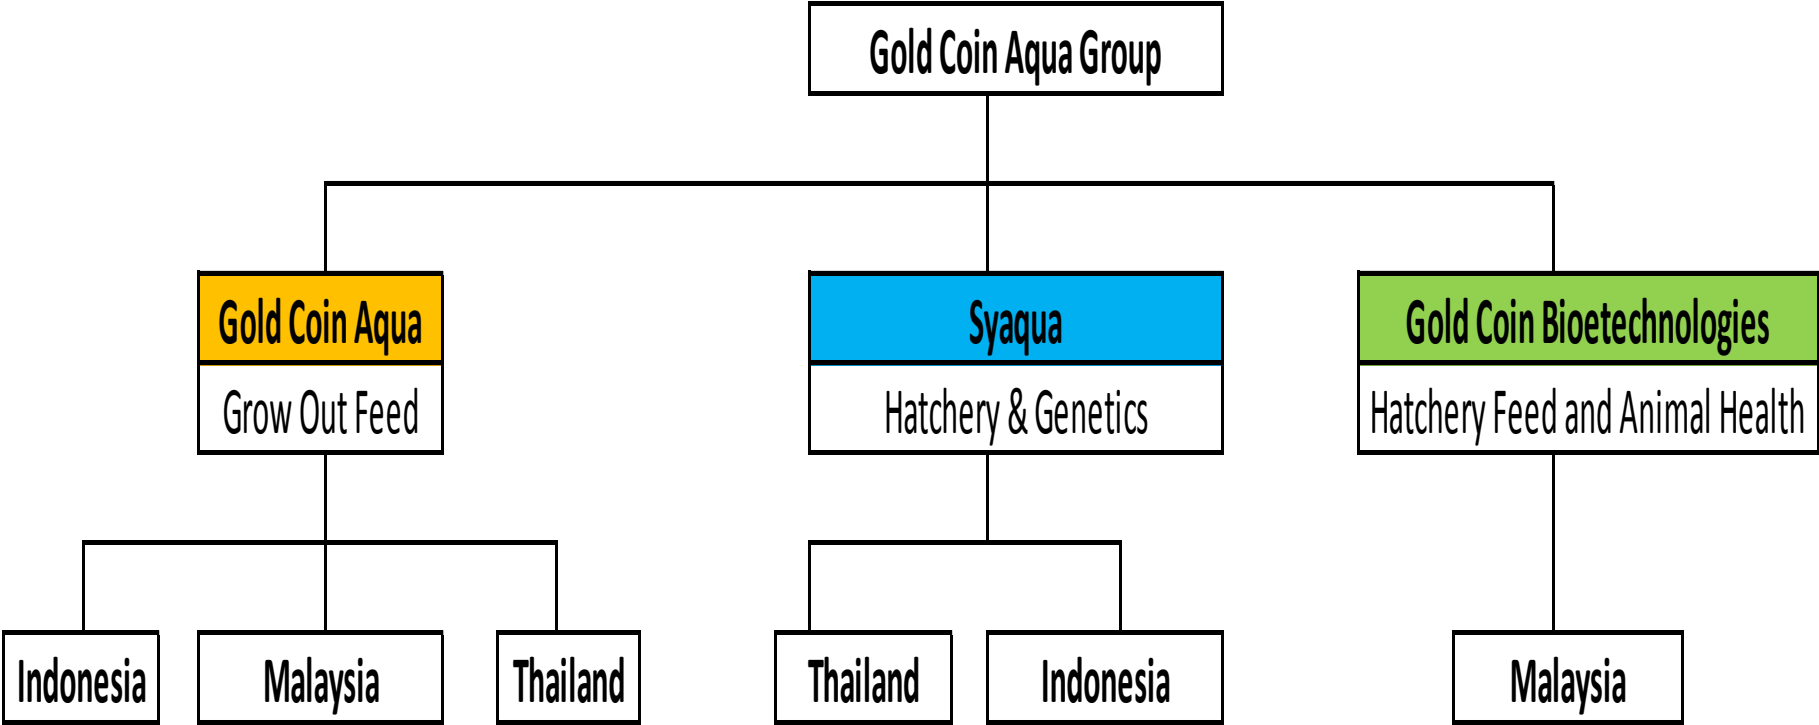 Gold Coin Aqua Group
Gold Coin Aqua
Grow Out Feed
Syaqua
Hatchery & Genetics
Gold Coin Bioetechnologies
Hatchery Feed and Animal Health
Indonesia
Malaysia
Thailand
Thailand
Indonesia
Malaysia